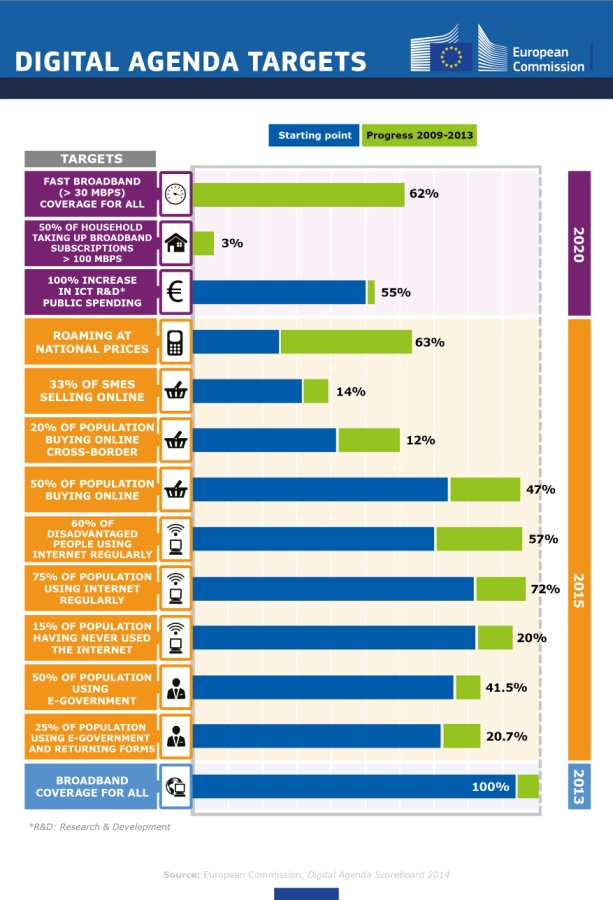 DIGITAL AGENDA TARGETS
European
Commission
Starting point
Progress 2009-2013
TARGETS
FAST BROADBAND
(> 30 MBPS)
COVERAGE FOR ALL
62%
50% OF HOUSEHOLD
TAKING UP BROADBAND
SUBSCRIPTIONS
> 100 MBPS
3%
100% INCREASE
IN ICT R&D*
PUBLIC SPENDING
€
55%
2020
ROAMING AT
NATIONAL PRICES
63%
33% OF SMES
SELLING ONLINE
14%
20% OF POPULATION
BUYING ONLINE
CROSS-BORDER
12%
50% OF POPULATION
BUYING ONLINE
47%
60% OF
DISADVANTAGED
PEOPLE USING
INTERNET REGULARLY
57%
75% OF POPULATION
USING INTERNET
REGULARLY
72%
15% OF POPULATION
HAVING NEVER USED
THE INTERNET
20%
50% OF POPULATION
USING
E-GOVERNMENT
41.5%
25% OF POPULATION
USING E-GOVERNMENT
AND RETURNING FORMS
20.7%
2015
BROADBAND
COVERAGE FOR ALL
100%
2013
*R&D: Research & Development
Source: European Commission, Digital Agenda Scoreboard 2014